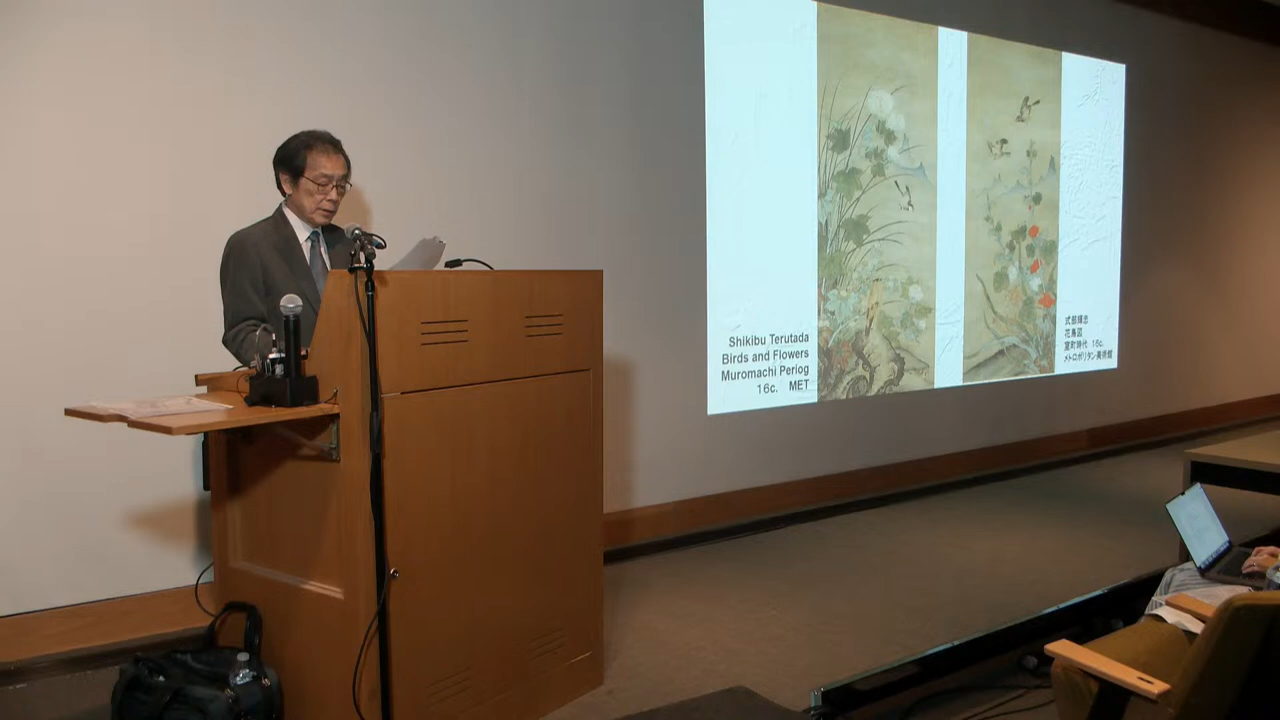 Shikibu Terutada
Birds and Flowers
Muromachi Periog
16c. MET
式部輝忠
花鳥図
室町時代 16c.
メトロポリタン美術館